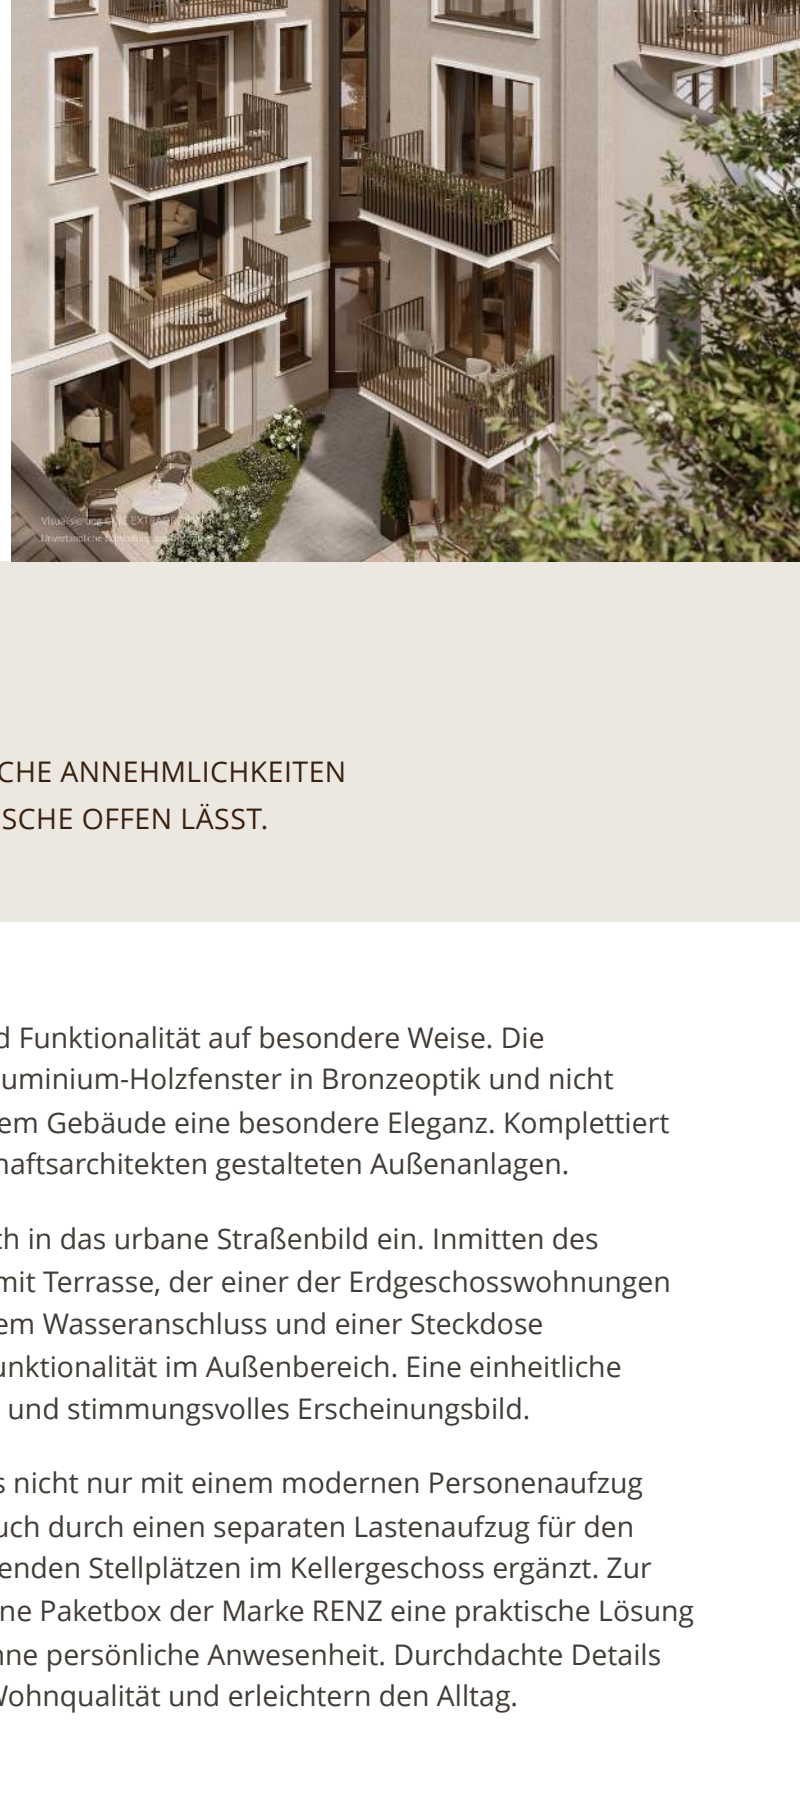 Visualisierung
CHE ANNEHMLICHKEITEN
SCHE OFFEN LÄSST.
d Funktionalität auf besondere Weise. Die
uminium-Holzfenster in Bronzeoptik und nicht
em Gebäude eine besondere Eleganz. Komplettiert
haftsarchitekten gestalteten Außenanlagen.
ch in das urbane Straßenbild ein. Inmitten des
mit Terrasse, der einer der Erdgeschosswohnungen
em Wasseranschluss und einer Steckdose
unktionalität im Außenbereich. Eine einheitliche
und stimmungsvolles Erscheinungsbild.
s nicht nur mit einem modernen Personenaufzug
uch durch einen separaten Lastenaufzug für den
enden Stellplätzen im Kellergeschoss ergänzt. Zur
ne Paketbox der Marke RENZ eine praktische Lösung
nne persönliche Anwesenheit. Durchdachte Details
Wohnqualität und erleichtern den Alltag.